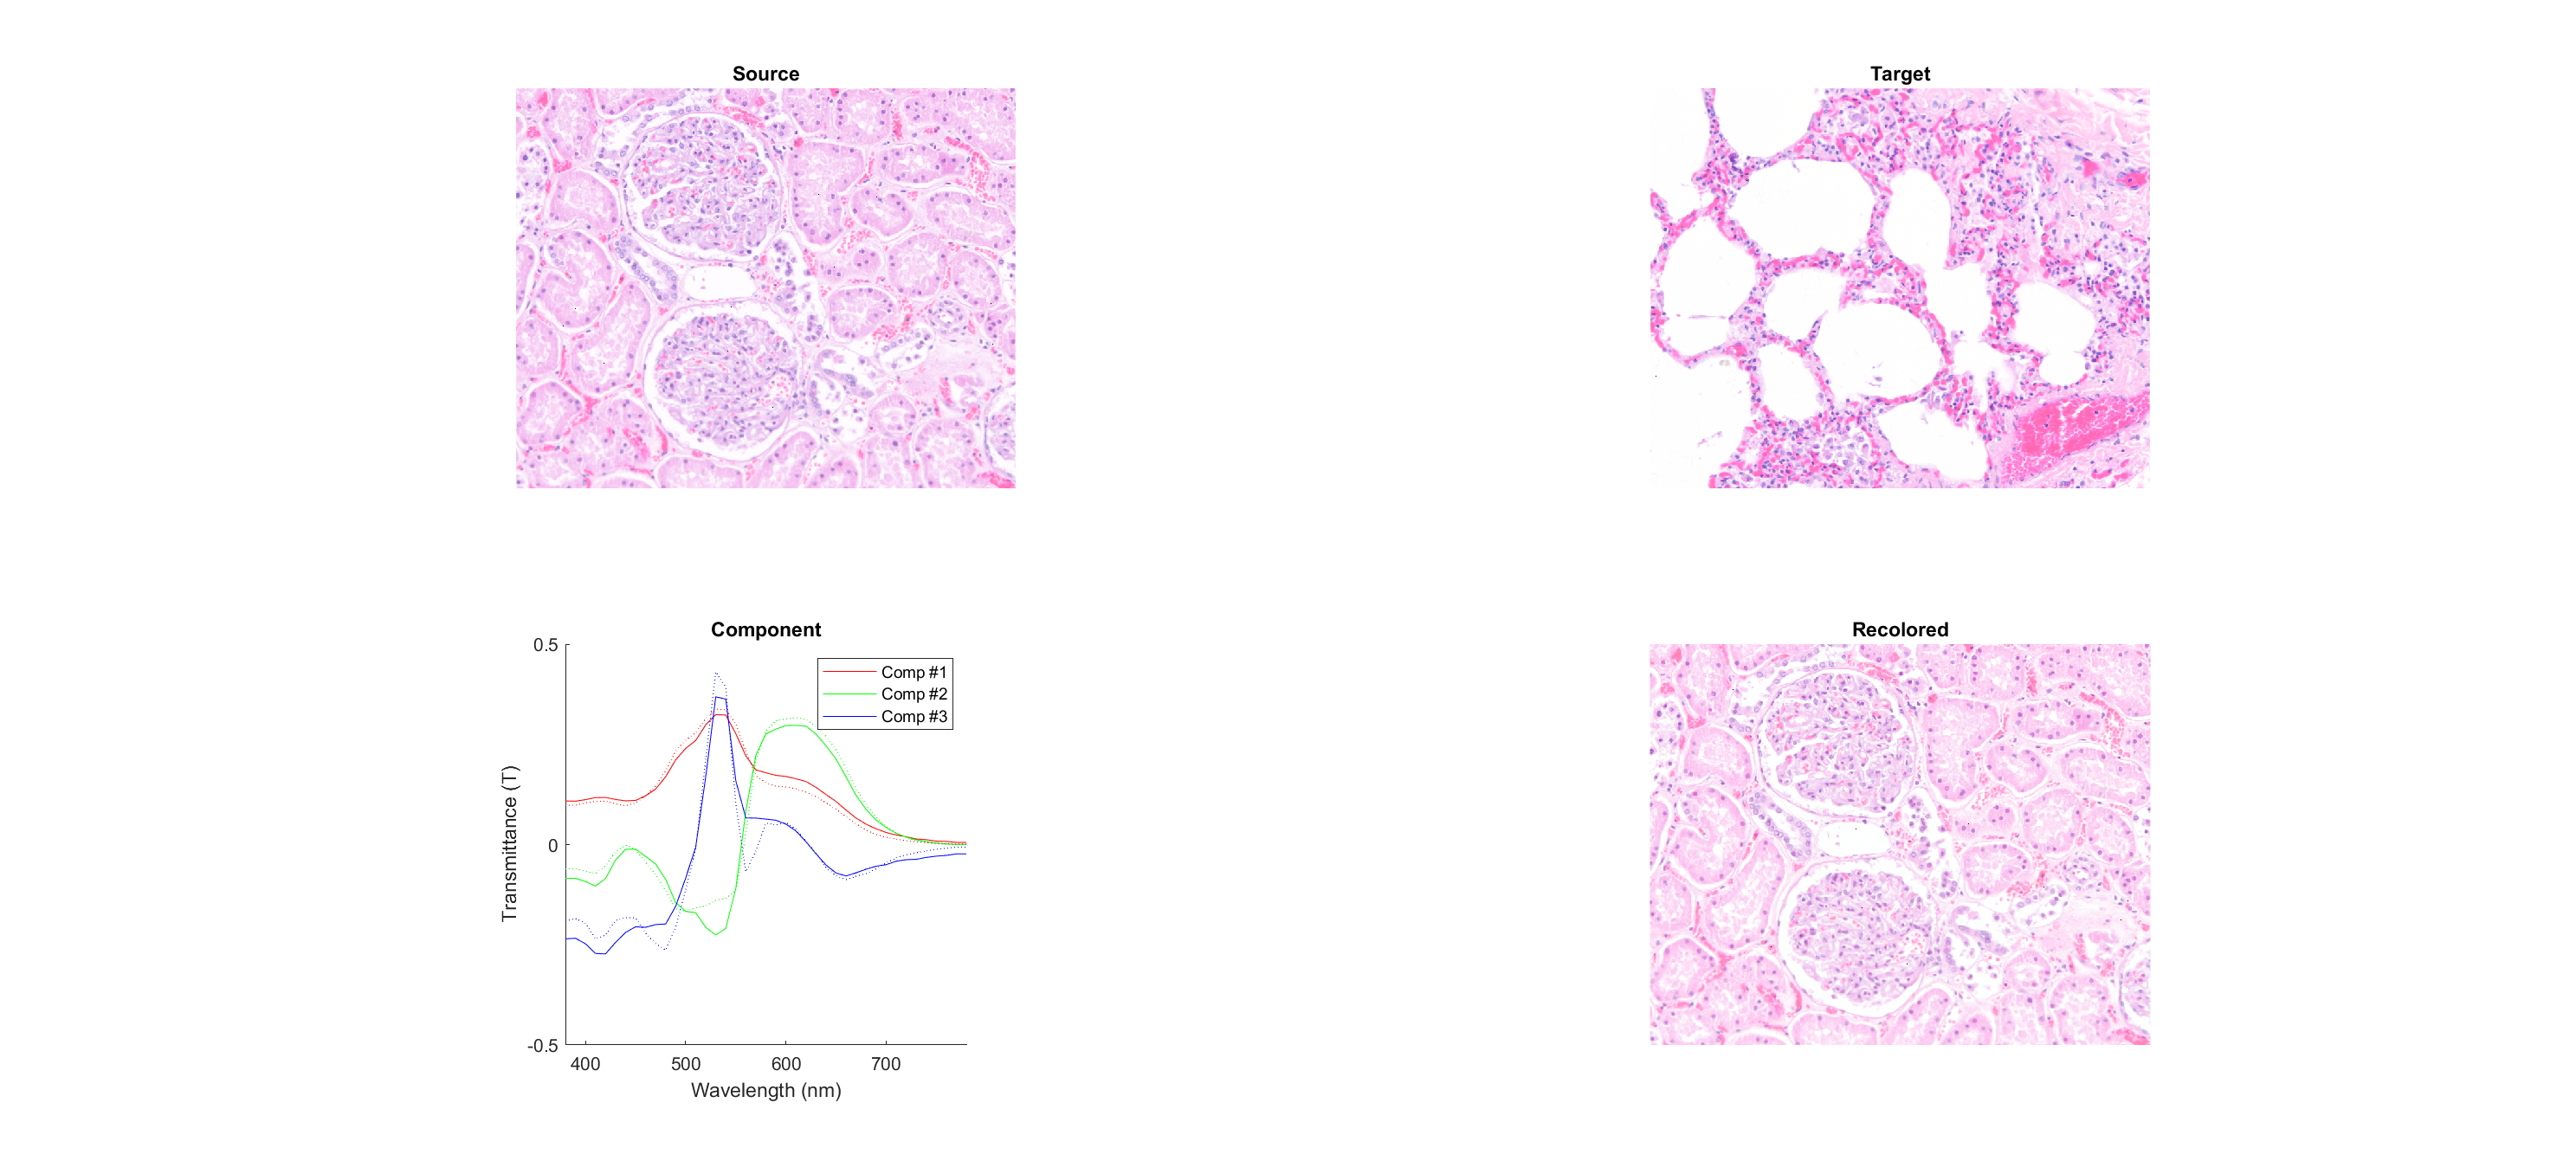 Source
Target
Component
0.5
0
-0.5
Transmittance (T)
Comp #1
Comp #2
Comp #3
400 500 600 700
Wavelength (nm)
Recolored